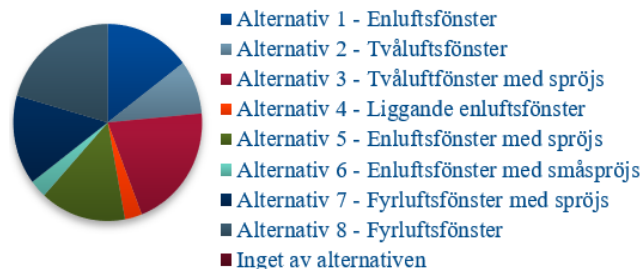 Alternativ 1 - Enluftsfönster
Alternativ 2 - Tvåluftsfönster
Alternativ 3 - Tvåluftfönster med spröjs
Alternativ 4 - Liggande enluftsfönster
Alternativ 5 - Enluftsfönster med spröjs
Alternativ 6 - Enluftsfönster med småspröjs
Alternativ 7 - Fyrluftsfönster med spröjs
Alternativ 8 - Fyrluftsfönster
Inget av alternativen